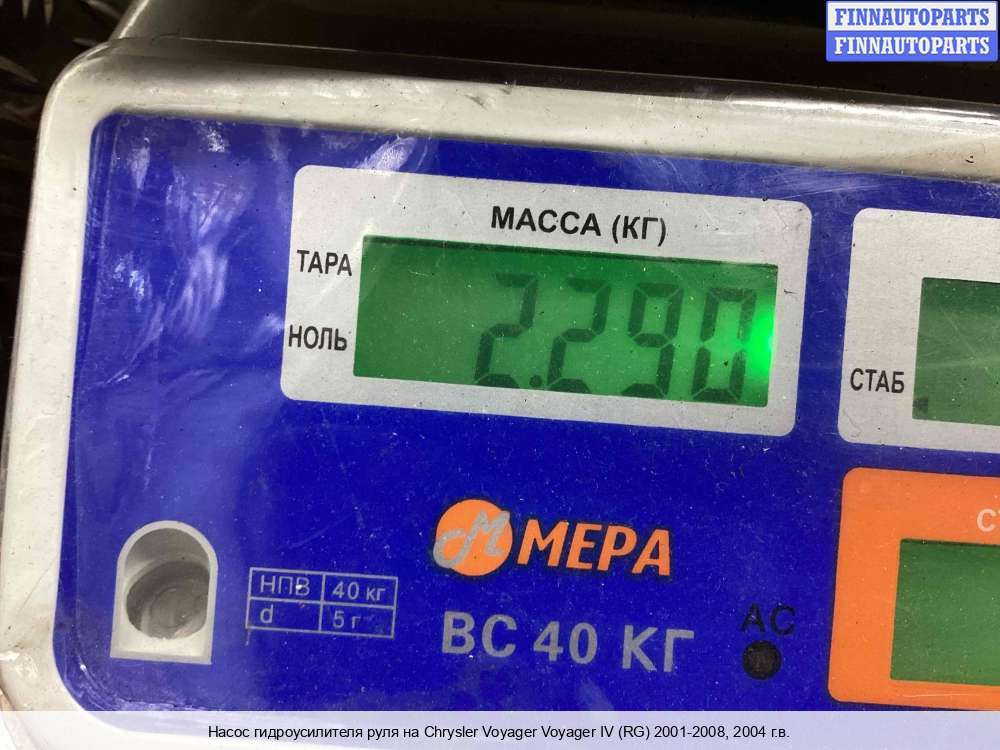 FINNAUTOPARTS
FINNAUTOPARTS
МАССА (КГ)
ТАРА
НОЛЬ
2.290
СТАБ
МЕРА
НПВ 40 кг
d 5 г
ВС 40 КГ
АС
Насос гидроусилителя руля на Chrysler Voyager Voyager IV (RG) 2001-2008, 2004 г.в.